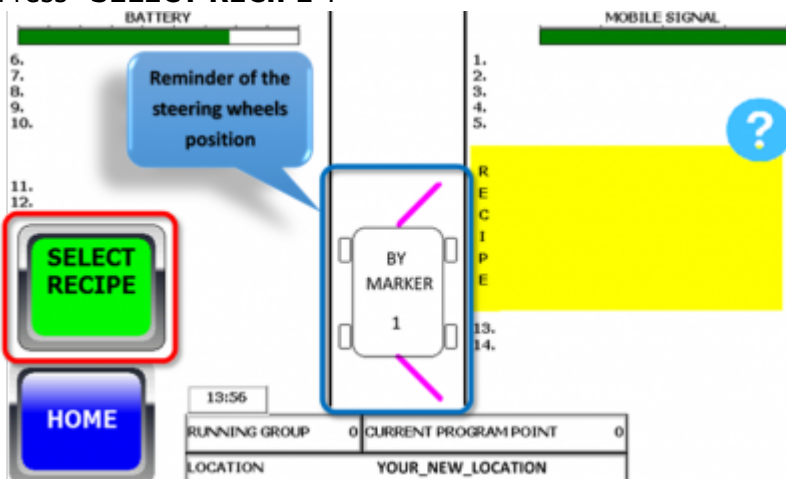 Press "SELECT RECIPE".
BATTERY
MOBILE SIGNAL
6.
7.
8.
9.
10.
11.
12.
Reminder of the
steering wheels
position
1.
2.
3.
4.
5.
?
R
E
C
I
P
E
13.
14.
SELECT
RECIPE
BY
MARKER
1
HOME
13:56
RUNNING GROUP 0
CURRENT PROGRAM POINT 0
LOCATION YOUR_NEW_LOCATION